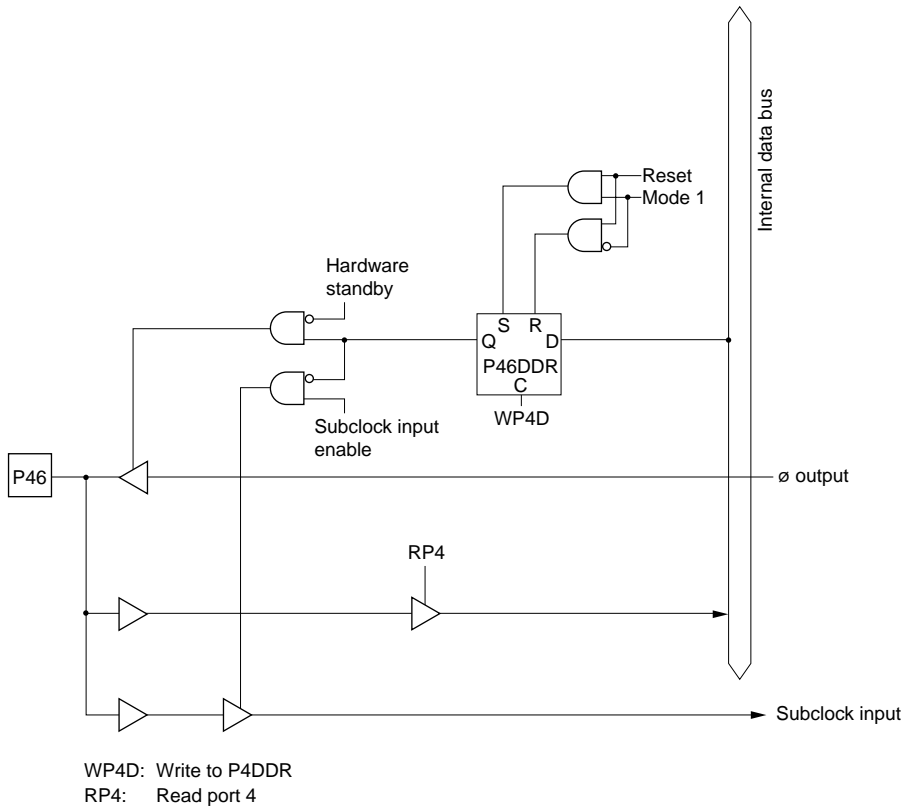 Internal data bus
Reset
Mode 1
Hardware
standby
S R
Q D
P46DDR
C
WP4D
Subclock input
enable
P46
ø output
RP4
Subclock input
WP4D: Write to P4DDR
RP4: Read port 4